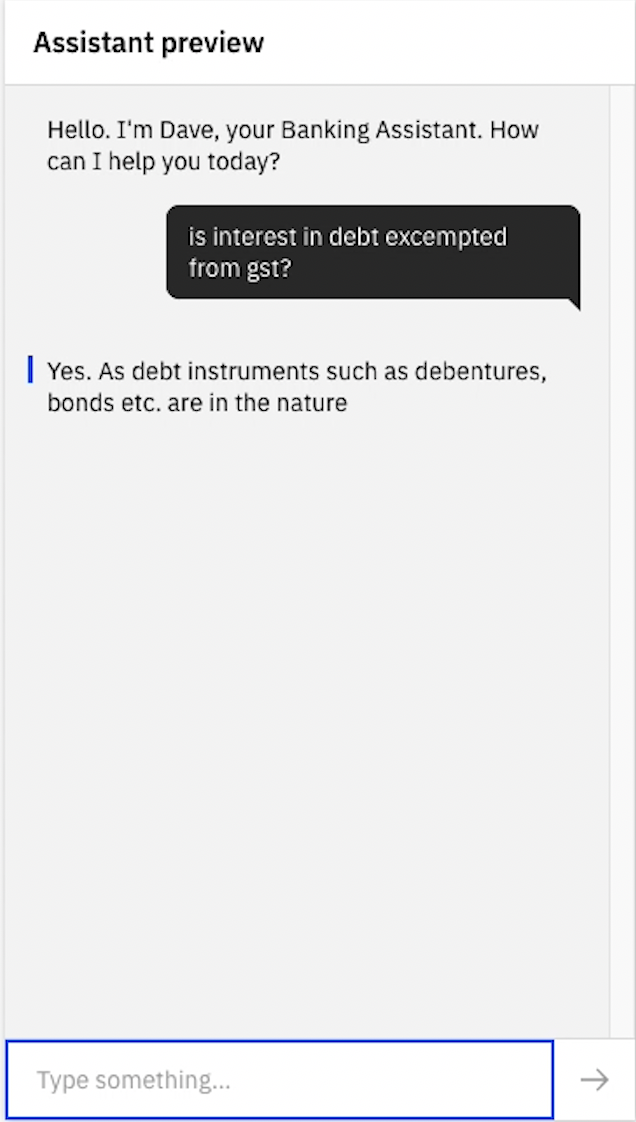 Assistant preview
Hello. I'm Dave, your Banking Assistant. How
can I help you today?
is interest in debt excempted
from gst?
Yes. As debt instruments such as debentures,
bonds etc. are in the nature
Type something...